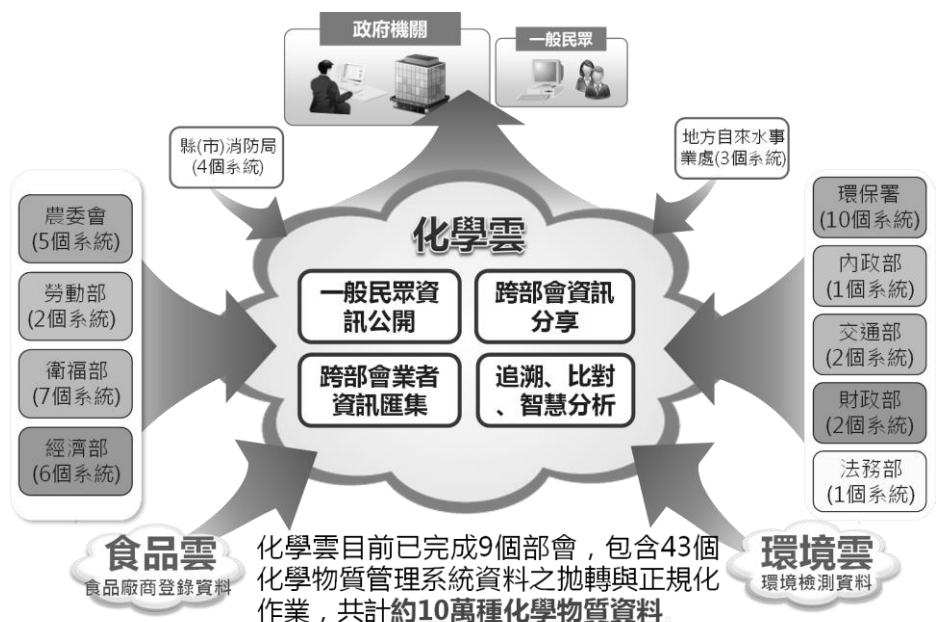 政府機關
一般民眾
縣(市)消防局
(4個系統)
地方自來水事
業處(3個系統)
農委會
(5個系統)
勞動部
(2個系統)
衛福部
(7個系統)
經濟部
(6個系統)
化學雲
一般民眾資
訊公開
跨部會資訊
分享
跨部會業者
資訊匯集
追溯、比對
、智慧分析
環保署
(10個系統)
內政部
(1個系統)
交通部
(2個系統)
財政部
(2個系統)
法務部
(1個系統)
食品雲
食品廠商登錄資料
環境雲
環境檢測資料
化學雲目前已完成9個部會，包含43個
化學物質管理系統資料之拋轉與正規化
作業，共計約10萬種化學物質資料